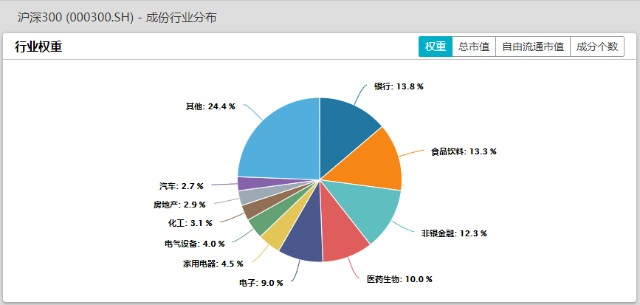 沪深300 (000300.SH) - 成份行业分布
行业权重
权重 总市值 自由流通市值 成分个数
银行: 13.8 %
其他: 24.4 %
食品饮料: 13.3 %
汽车: 2.7 %
房地产: 2.9 %
化工: 3.1 %
非银金融: 12.3 %
电气设备: 4.0 %
家用电器: 4.5 %
医药生物: 10.0 %
电子: 9.0 %